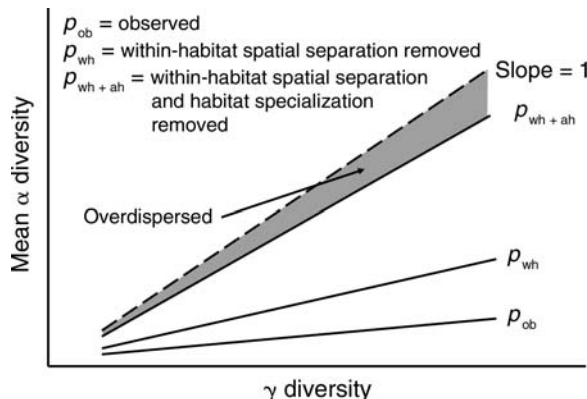 p_ob = observed
p_wh = within-habitat spatial separation removed
p_wh + ah = within-habitat spatial separation
and habitat specialization
removed
Slope = 1
p_wh + ah
Overdispersed
p_wh
p_ob
Mean α diversity
γ diversity